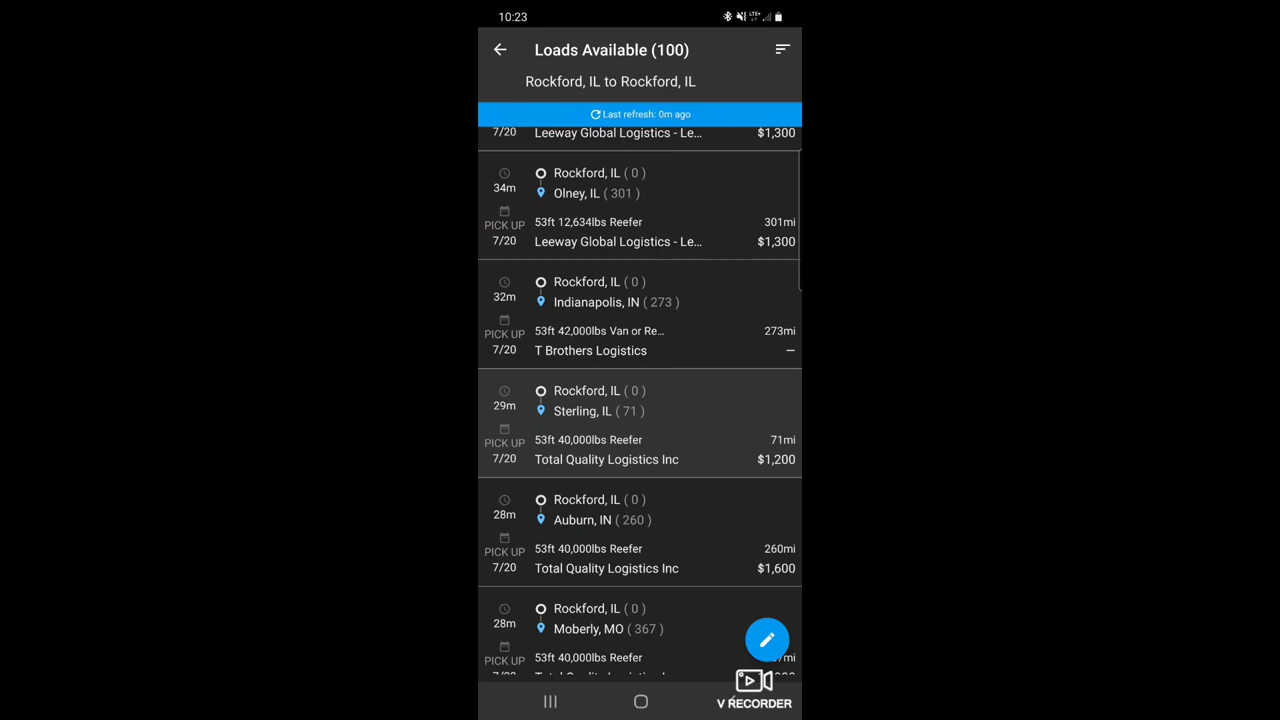 10:23
LTE+
Loads Available (100)
Rockford, IL to Rockford, IL
Last refresh: 0m ago
7/20 Leeway Global Logistics - Le... $1,300
Rockford, IL ( 0 )
34m Olney, IL ( 301 )
PICK UP 53ft 12,634lbs Reefer 301mi
7/20 Leeway Global Logistics - Le... $1,300
Rockford, IL ( 0 )
32m Indianapolis, IN ( 273 )
PICK UP 53ft 42,000lbs Van or Re... 273mi
7/20 T Brothers Logistics –
Rockford, IL ( 0 )
29m Sterling, IL ( 71 )
PICK UP 53ft 40,000lbs Reefer 71mi
7/20 Total Quality Logistics Inc $1,200
Rockford, IL ( 0 )
28m Auburn, IN ( 260 )
PICK UP 53ft 40,000lbs Reefer 260mi
7/20 Total Quality Logistics Inc $1,600
Rockford, IL ( 0 )
28m Moberly, MO ( 367 )
PICK UP 53ft 40,000lbs Reefer mi
V RECORDER